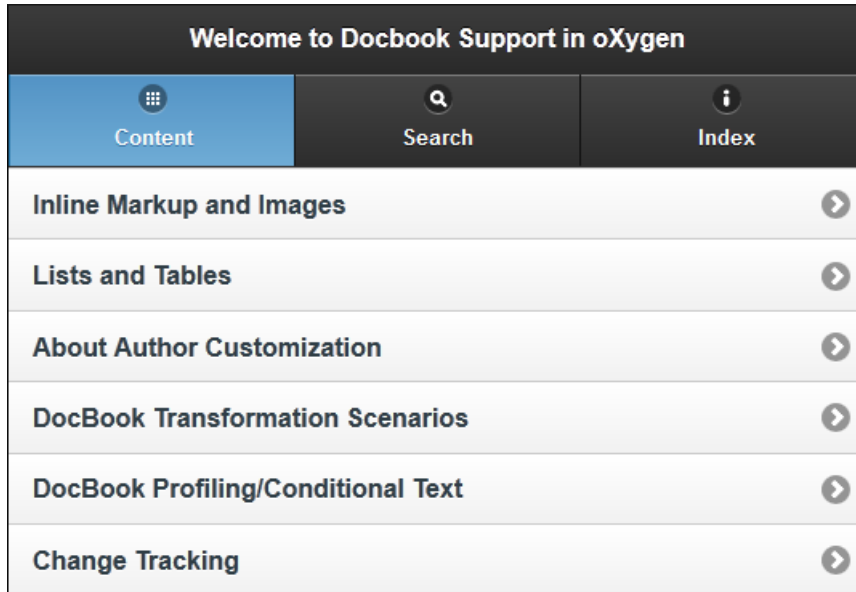 Welcome to Docbook Support in oXygen
Content
Search
Index
Inline Markup and Images
Lists and Tables
About Author Customization
DocBook Transformation Scenarios
DocBook Profiling/Conditional Text
Change Tracking